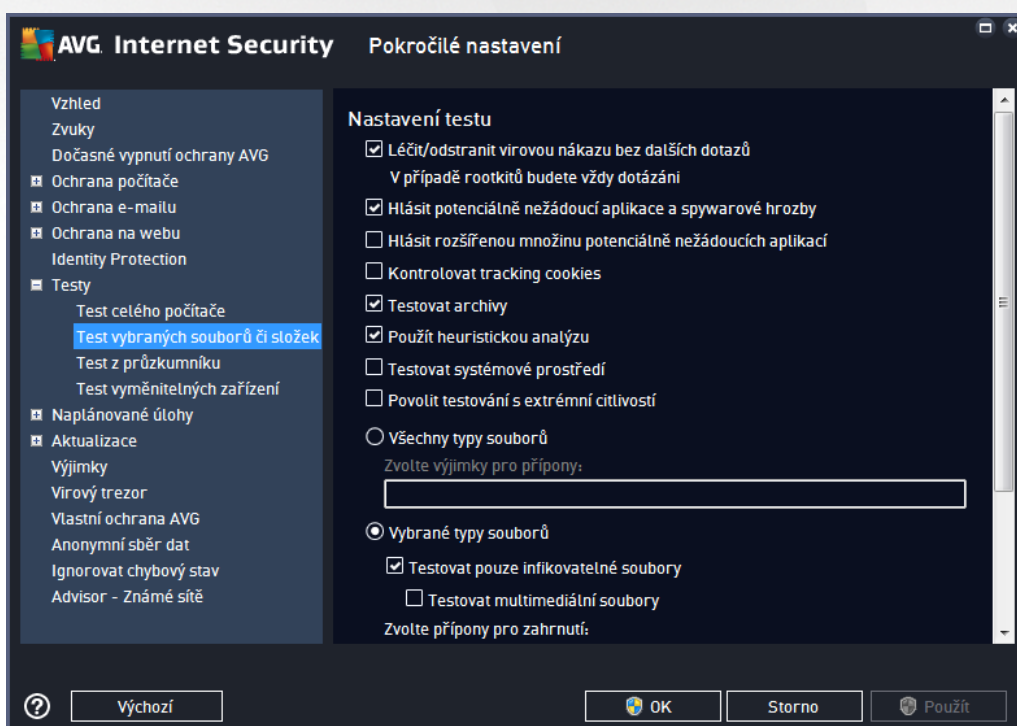 AVG. Internet Security Pokročilé nastavení
Vzhled
Zvuky
Dočasné vypnutí ochrany AVG
Ochrana počítače
Ochrana e-mailu
Ochrana na webu
Identity Protection
Testy
Test celého počítače
Test vybraných souborů či složek
Test z průzkumníku
Test vyměnitelných zařízení
Naplánované úlohy
Aktualizace
Výjimky
Virový trezor
Vlastní ochrana AVG
Anonymní sběr dat
Ignorovat chybový stav
Advisor - Známé sítě
Nastavení testu
Léčit/odstranit virovou nákazu bez dalších dotazů
V případě rootkitů budete vždy dotázáni
Hlásit potenciálně nežádoucí aplikace a spywarové hrozby
Hlásit rozšířenou množinu potenciálně nežádoucích aplikací
Kontrolovat tracking cookies
Testovat archivy
Použít heuristickou analýzu
Testovat systémové prostředí
Povolit testování s extrémní citlivostí
Všechny typy souborů
Zvolte výjimky pro přípony:
Vybrané typy souborů
Testovat pouze infikovatelné soubory
Testovat multimediální soubory
Zvolte přípony pro zahrnutí:
? Výchozí OK Storno Použít